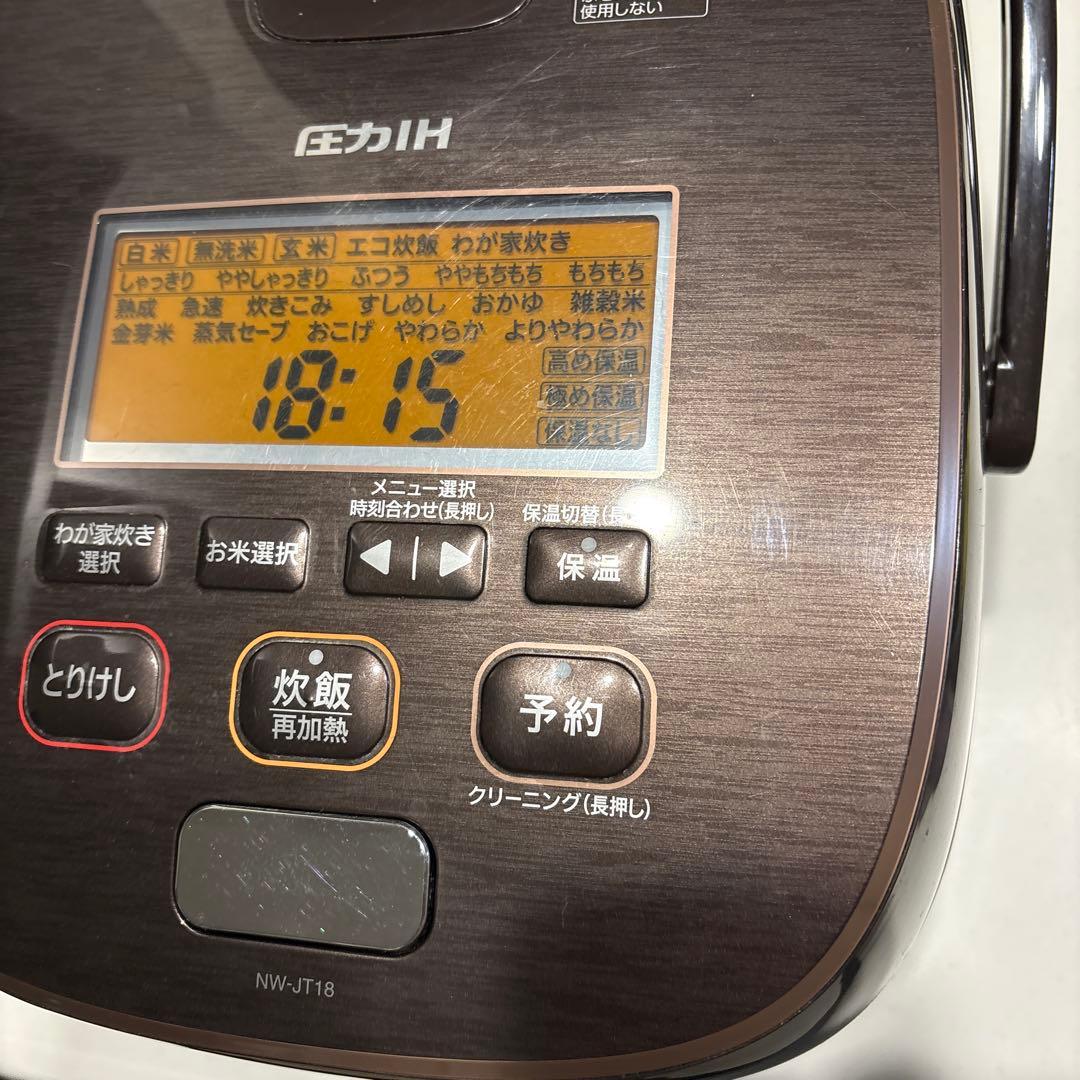 使用しない
圧力IH
白米 無洗米 玄米 エコ炊飯 わが家炊き
しゃっきり ややしゃっきり ふつう ややもちもち もちもち
熟成 急速 炊きこみ すしめし おかゆ 雑穀米
金芽米 蒸気セーブ おこげ やわらか よりやわらか
高め保温
18:15
極め保温
保温なし
メニュー選択
時刻合わせ(長押し) 保温切替(長
わが家炊き
選択
お米選択
保温
とりけし
炊飯
再加熱
予約
クリーニング(長押し)
NW-JT18